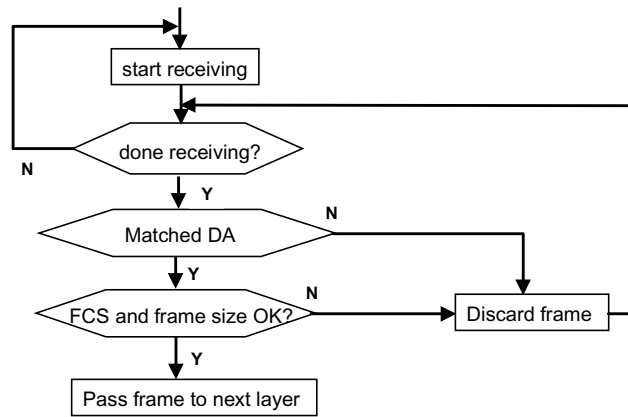 start receiving
done receiving?
N
Y
Matched DA
N
Y
FCS and frame size OK?
N
Discard frame
Y
Pass frame to next layer